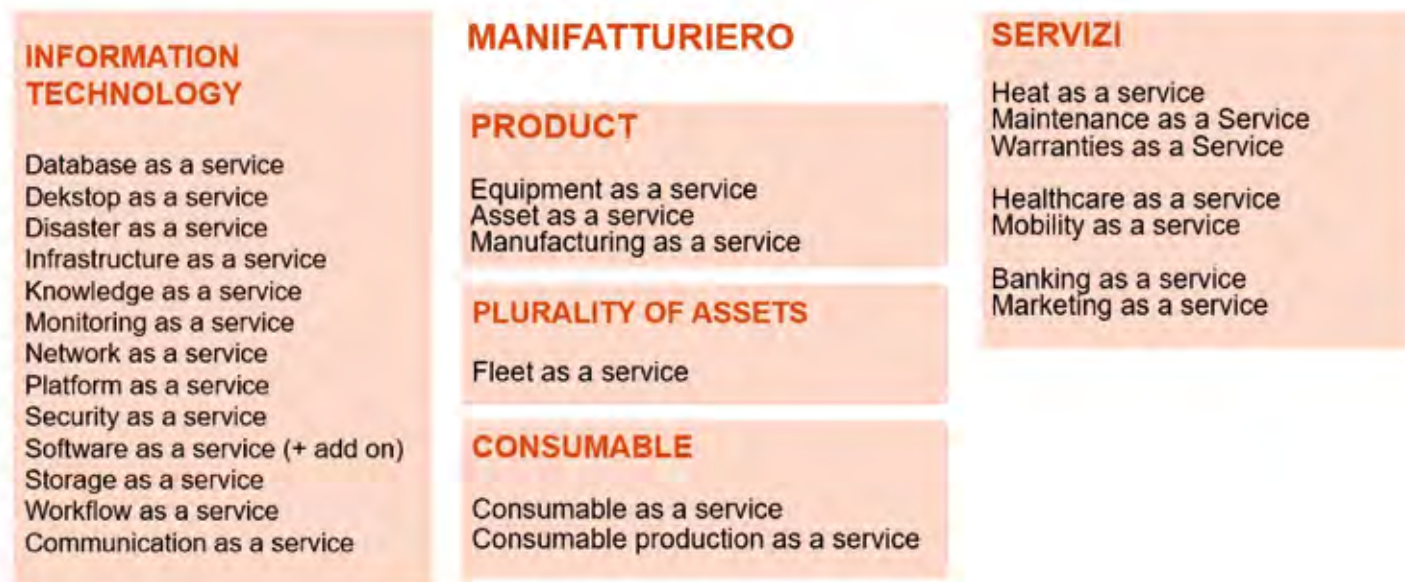 INFORMATION
TECHNOLOGY
Database as a service
Dekstop as a service
Disaster as a service
Infrastructure as a service
Knowledge as a service
Monitoring as a service
Network as a service
Platform as a service
Security as a service
Software as a service (+ add on)
Storage as a service
Workflow as a service
Communication as a service
MANIFATTURIERO
PRODUCT
Equipment as a service
Asset as a service
Manufacturing as a service
PLURALITY OF ASSETS
Fleet as a service
CONSUMABLE
Consumable as a service
Consumable production as a service
SERVIZI
Heat as a service
Maintenance as a Service
Warranties as a Service
Healthcare as a service
Mobility as a service
Banking as a service
Marketing as a service